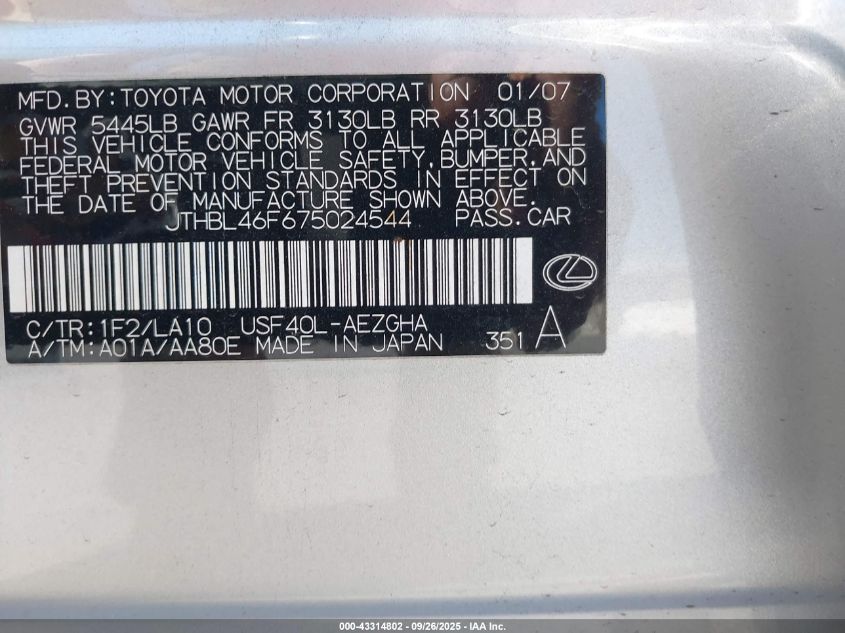 MFD.BY:TOYOTA MOTOR CORPORATION 01/07
GVWR 5445LB GAWR FR 3130LB RR 3130LB
THIS VEHICLE CONFORMS TO ALL APPLICABLE
FEDERAL MOTOR VEHICLE SAFETY,BUMPER,AND
THEFT PREVENTION STANDARDS IN EFFECT ON
THE DATE OF MANUFACTURE SHOWN ABOVE.
JTHBL46F675024544 PASS.CAR
C/TR:1F2/LA10 USF40L-AEZGHA
A/TM:A01A/AA80E MADE IN JAPAN 351 A
000-43314802 - 09/26/2025 - IAA Inc.